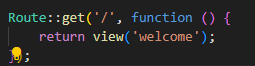 Route::get('/', function () {
    return view('welcome');
});